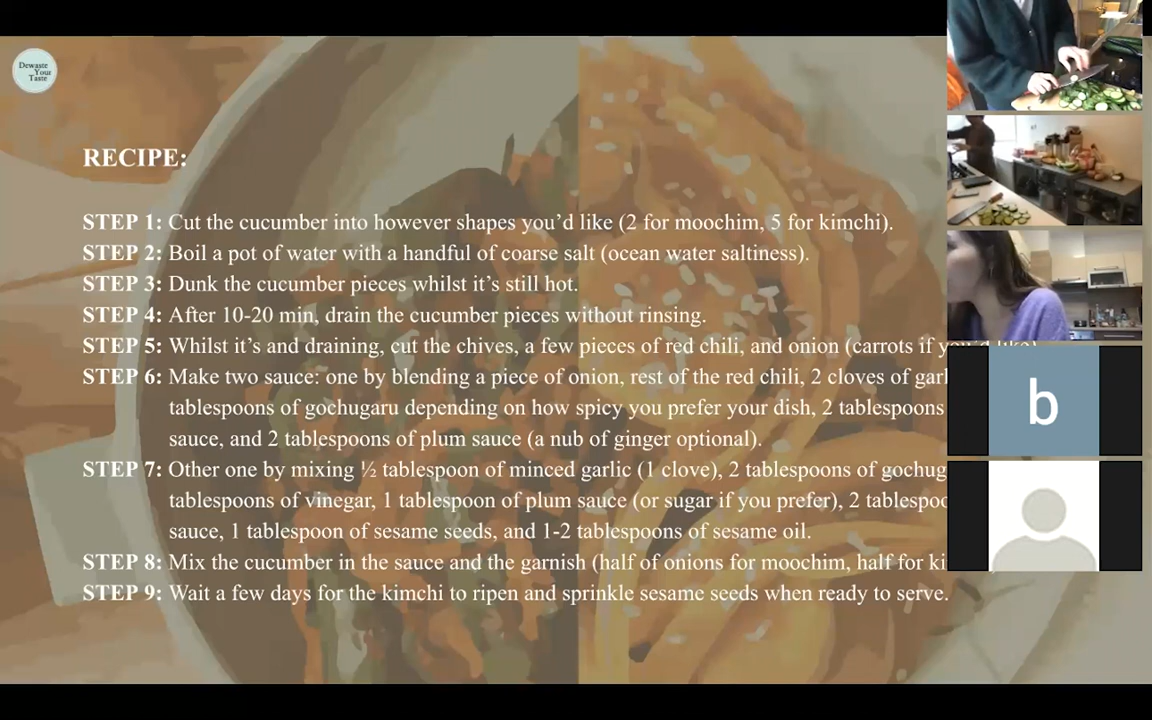 Dewaste
Your
Taste
RECIPE:
STEP 1: Cut the cucumber into however shapes you’d like (2 for moochim, 5 for kimchi).
STEP 2: Boil a pot of water with a handful of coarse salt (ocean water saltiness).
STEP 3: Dunk the cucumber pieces whilst it’s still hot.
STEP 4: After 10-20 min, drain the cucumber pieces without rinsing.
STEP 5: Whilst it’s and draining, cut the chives, a few pieces of red chili, and onion (carrots if you’d like)
STEP 6: Make two sauce: one by blending a piece of onion, rest of the red chili, 2 cloves of
tablespoons of gochugaru depending on how spicy you prefer your dish, 2 tablespoons
sauce, and 2 tablespoons of plum sauce (a nub of ginger optional).
STEP 7: Other one by mixing ½ tablespoon of minced garlic (1 clove), 2 tablespoons of
tablespoons of vinegar, 1 tablespoon of plum sauce (or sugar if you prefer), 2
sauce, 1 tablespoon of sesame seeds, and 1-2 tablespoons of sesame oil.
STEP 8: Mix the cucumber in the sauce and the garnish (half of onions for moochim, half for
STEP 9: Wait a few days for the kimchi to ripen and sprinkle sesame seeds when ready to serve.
b